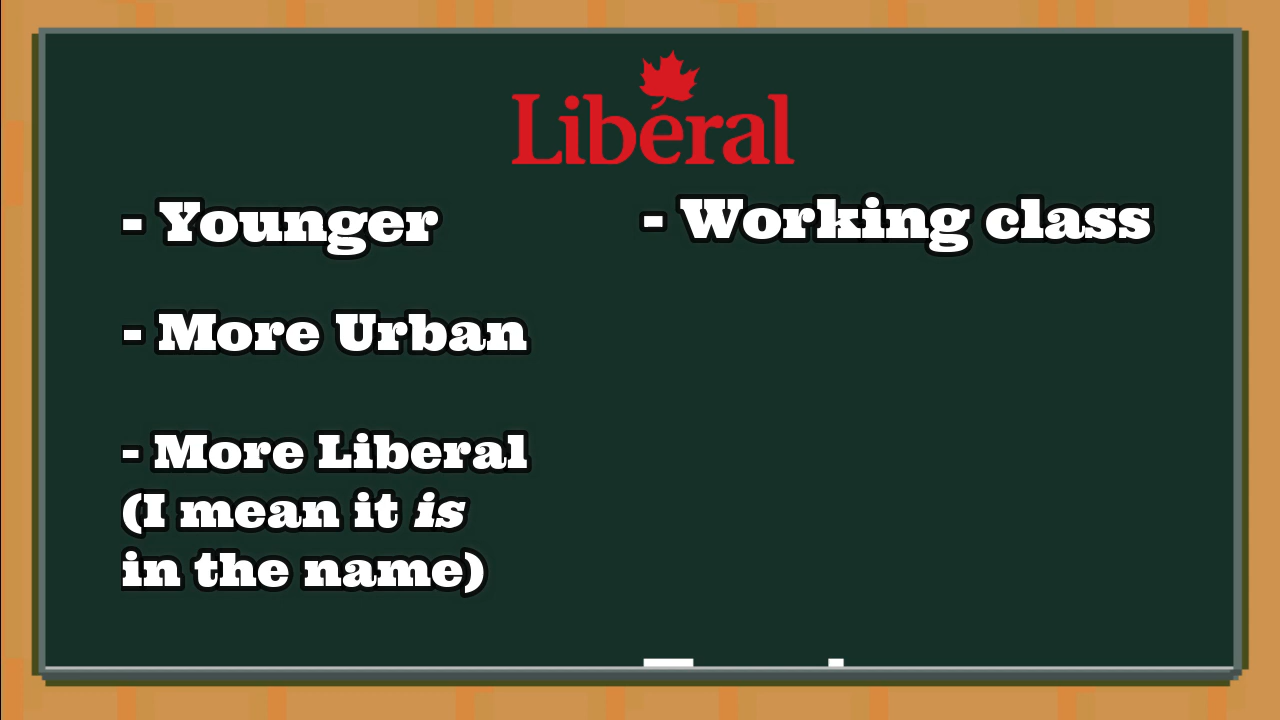 Liberal
- Younger
- More Urban
- More Liberal
(I mean it is
in the name)
- Working class